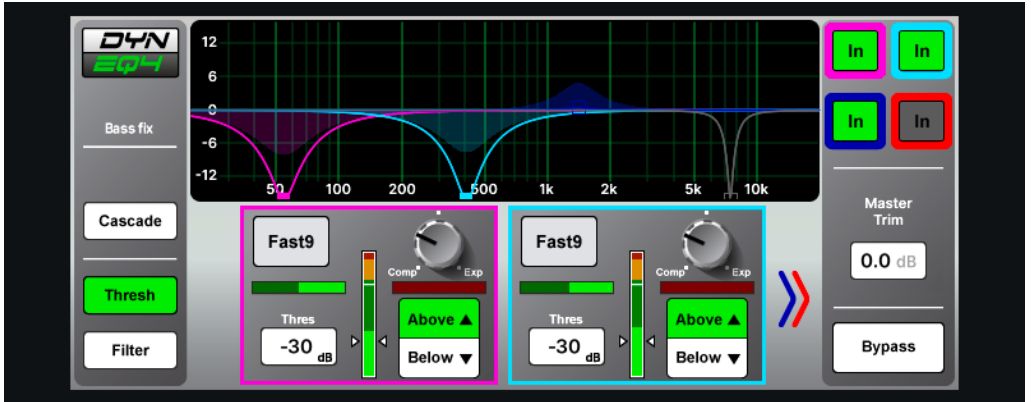 DYN
EQ4
Bass fix
Cascade
Thresh
Filter
12
6
0
-6
-12
50 100 200 500 1k 2k 5k 10k
Fast9
Comp Exp
Thres
-30 dB
Above ▲
Below ▼
Fast9
Comp Exp
Thres
-30 dB
Above ▲
Below ▼
In In
In In
Master
Trim
0.0 dB
Bypass